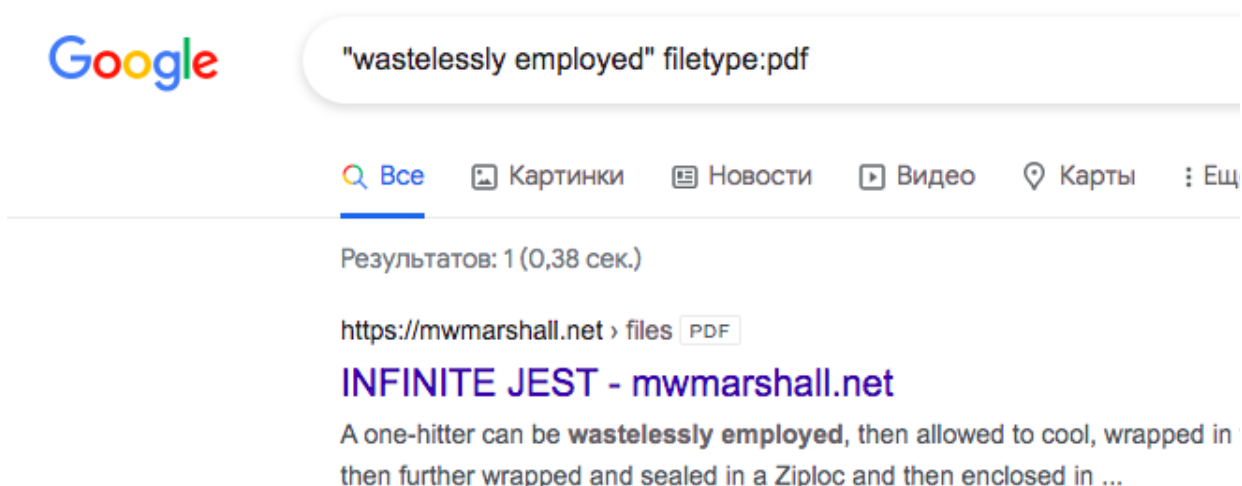 Google
"wastelessly employed" filetype:pdf
Все Картинки Новости Видео Карты Ещ
Результатов: 1 (0,38 сек.)
https://mwmarshall.net › files PDF
INFINITE JEST - mwmarshall.net
A one-hitter can be wastelessly employed, then allowed to cool, wrapped in
then further wrapped and sealed in a Ziploc and then enclosed in ...